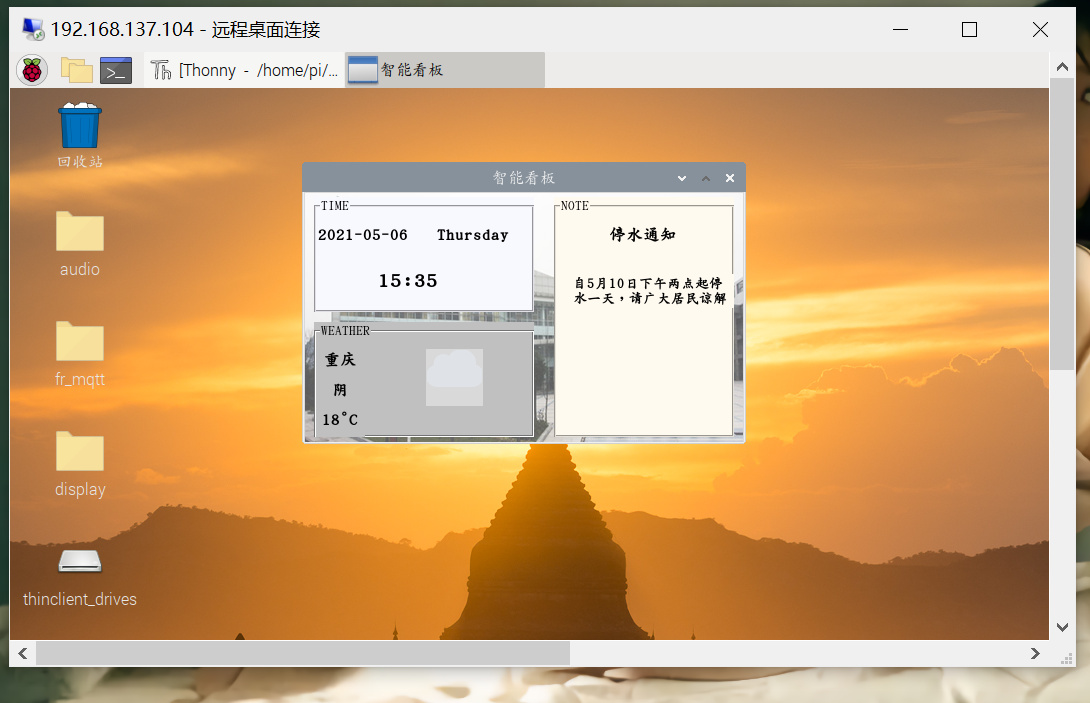 192.168.137.104 - 远程桌面连接
[Thonny - /home/pi/...
智能看板
回收站
audio
fr_mqtt
display
thinclient_drives
智能看板
TIME
2021-05-06 Thursday
15:35
WEATHER
重庆
阴
18°C
NOTE
停水通知
自5月10日下午两点起停
水一天，请广大居民谅解